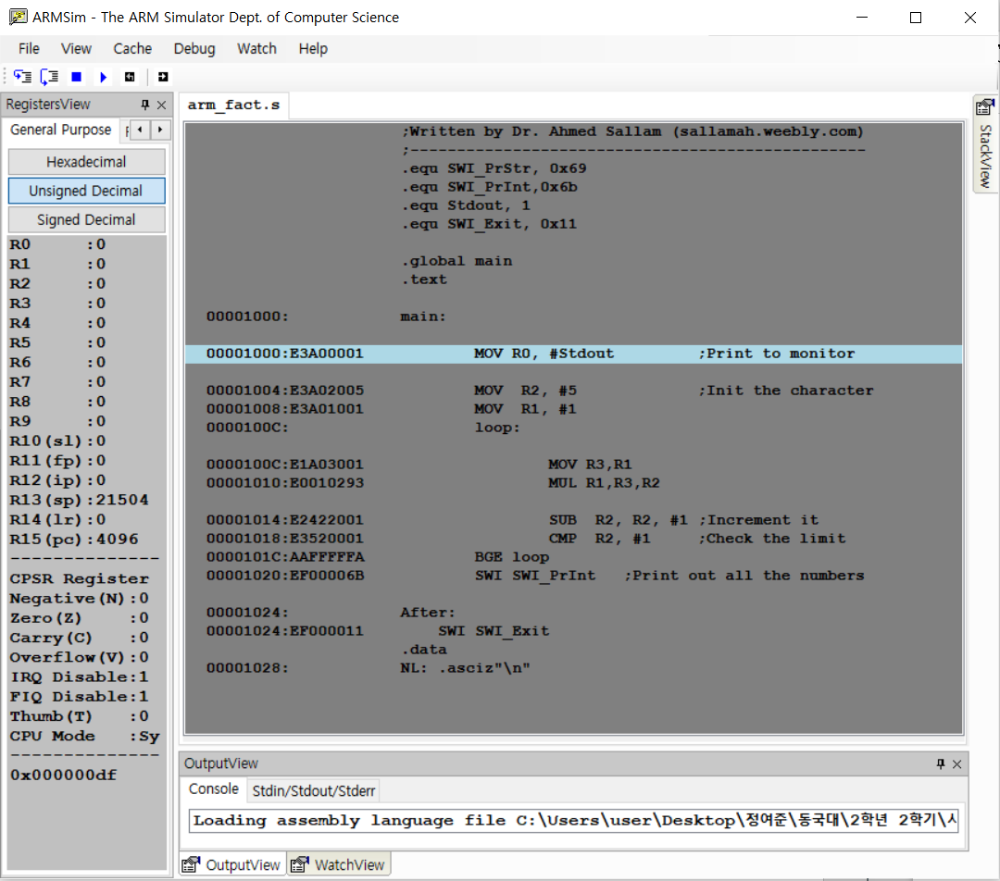 ARMSim - The ARM Simulator Dept. of Computer Science
File View Cache Debug Watch Help
RegistersView
General Purpose
Hexadecimal
Unsigned Decimal
Signed Decimal
R0 :0
R1 :0
R2 :0
R3 :0
R4 :0
R5 :0
R6 :0
R7 :0
R8 :0
R9 :0
R10(sl):0
R11(fp):0
R12(ip):0
R13(sp):21504
R14(lr):0
R15(pc):4096
--------------
CPSR Register
Negative(N):0
Zero(Z) :0
Carry(C) :0
Overflow(V):0
IRQ Disable:1
FIQ Disable:1
Thumb(T) :0
CPU Mode :Sy
--------------
0x000000df
arm_fact.s
;Written by Dr. Ahmed Sallam (sallamah.weebly.com)
;-------------------------------------------------
.equ SWI_PrStr, 0x69
.equ SWI_PrInt,0x6b
.equ Stdout, 1
.equ SWI_Exit, 0x11
.global main
.text
00001000: main:
00001000:E3A00001 MOV R0, #Stdout ;Print to monitor
00001004:E3A02005 MOV R2, #5 ;Init the character
00001008:E3A01001 MOV R1, #1
0000100C: loop:
0000100C:E1A03001 MOV R3,R1
00001010:E0010293 MUL R1,R3,R2
00001014:E2422001 SUB R2, R2, #1 ;Increment it
00001018:E3520001 CMP R2, #1 ;Check the limit
0000101C:AAFFFFFA BGE loop
00001020:EF00006B SWI SWI_PrInt ;Print out all the numbers
00001024: After:
00001024:EF000011 SWI SWI_Exit
.data
00001028: NL: .asciz"\n"
StackView
OutputView
Console Stdin/Stdout/Stderr
Loading assembly language file C:\Users\user\Desktop\정여준\동국대\2학년 2학기\
OutputView WatchView